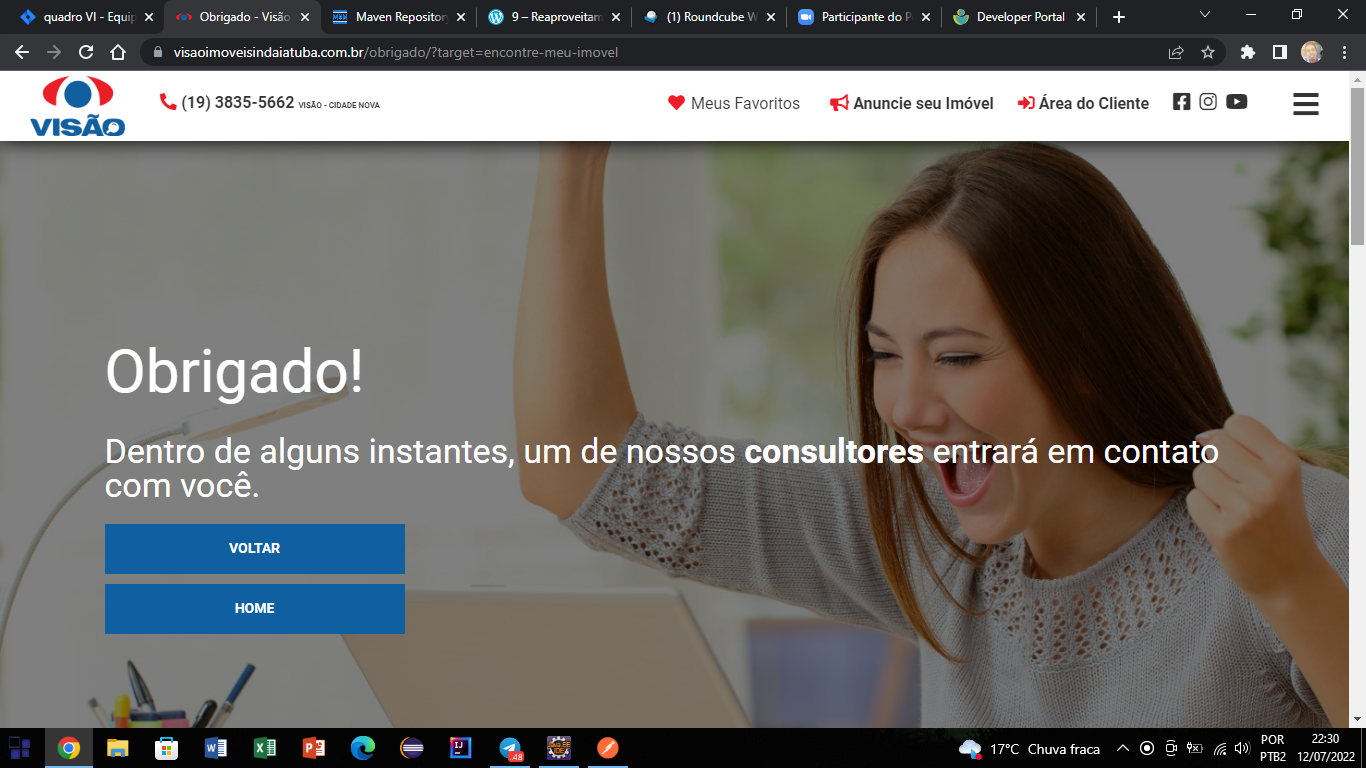 quadro VI - Equip
Obrigado - Visão
Maven Repository
9 – Reaproveitam
(1) Roundcube W
Participante do P
Developer Portal
visaoimoveisindaiatuba.com.br/obrigado/?target=encontre-meu-imovel
VISÃO
(19) 3835-5662 VISÃO - CIDADE NOVA
Meus Favoritos
Anuncie seu Imóvel
Área do Cliente
Obrigado!
Dentro de alguns instantes, um de nossos consultores entrará em contato
com você.
VOLTAR
HOME
48
17°C Chuva fraca
POR
PTB2
22:30
12/07/2022